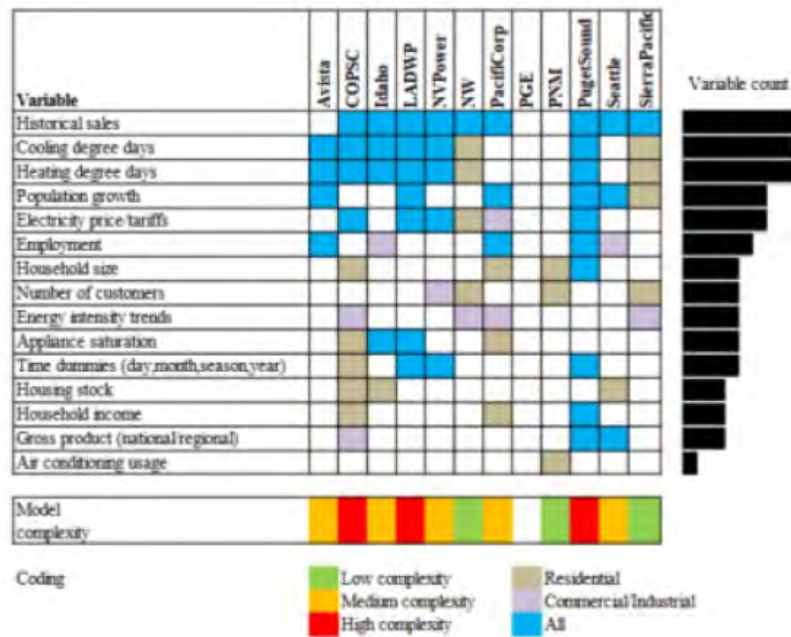 Variable
Avista
COPSC
Idaho
LADWP
NVPower
NW
PacifiCorp
PGE
PNM
PugetSound
Seattle
SierraPacific
Variable count
Historical sales
Cooling degree days
Heating degree days
Population growth
Electricity price/tariffs
Employment
Household size
Number of customers
Energy intensity trends
Appliance saturation
Time dummies (day,month,season,year)
Housing stock
Household income
Gross product (national/regional)
Air conditioning usage
Model
complexity
Coding
Low complexity
Residential
Medium complexity
Commercial/Industrial
High complexity
All